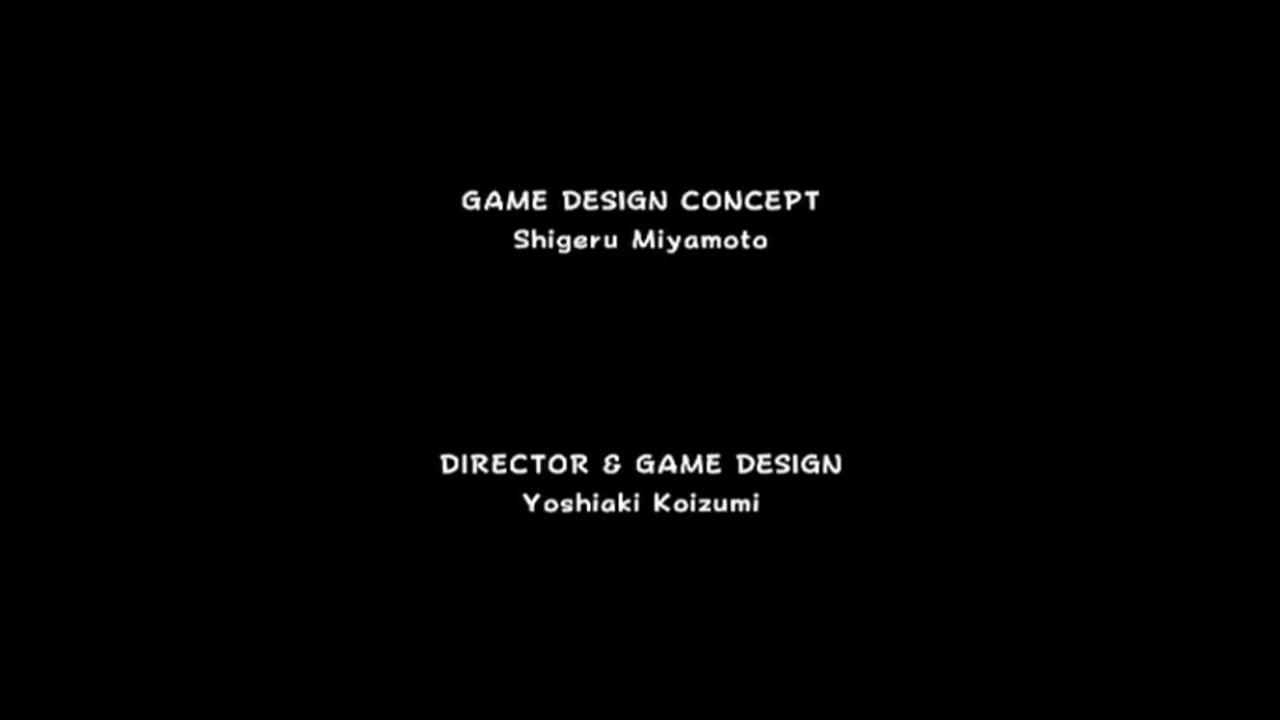 GAME DESIGN CONCEPT
Shigeru Miyamoto
DIRECTOR & GAME DESIGN
Yoshiaki Koizumi